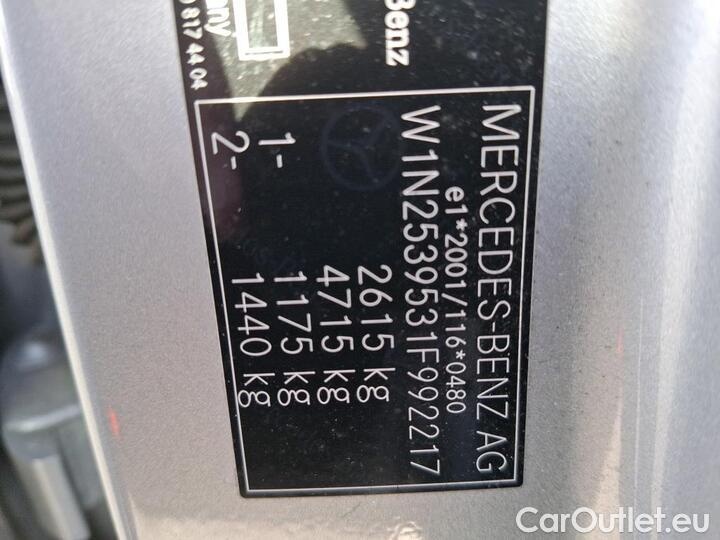 MERCEDES-BENZ AG
e1*2001/116*0480
W1N2539531F992217
2615 kg
4715 kg
1- 1175 kg
2- 1440 kg
Benz
817 44 04
CarOutlet.eu